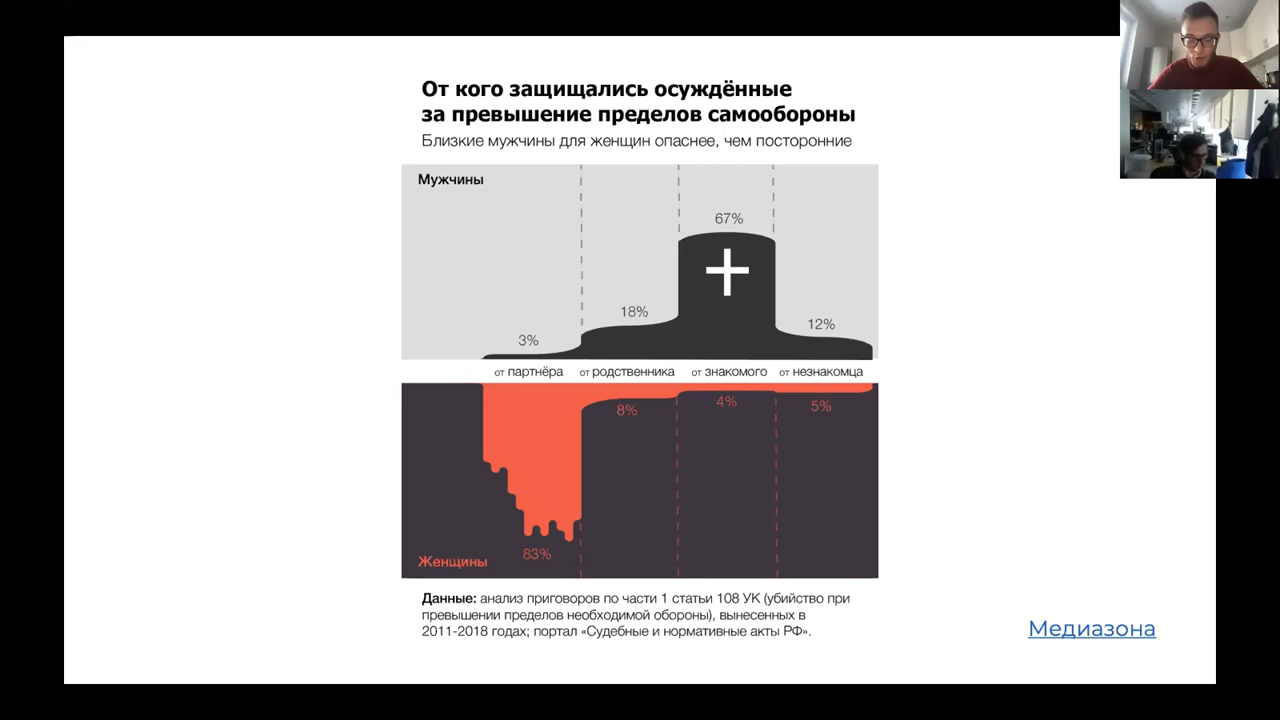 От кого защищались осуждённые
за превышение пределов самообороны
Близкие мужчины для женщин опаснее, чем посторонние
Мужчины
67%
18%
12%
3%
от партнёра от родственника от знакомого от незнакомца
8% 4% 5%
83%
Женщины
Данные: анализ приговоров по части 1 статьи 108 УК (убийство при
превышении пределов необходимой обороны), вынесенных в
2011-2018 годах; портал «Судебные и нормативные акты РФ».
Медиазона